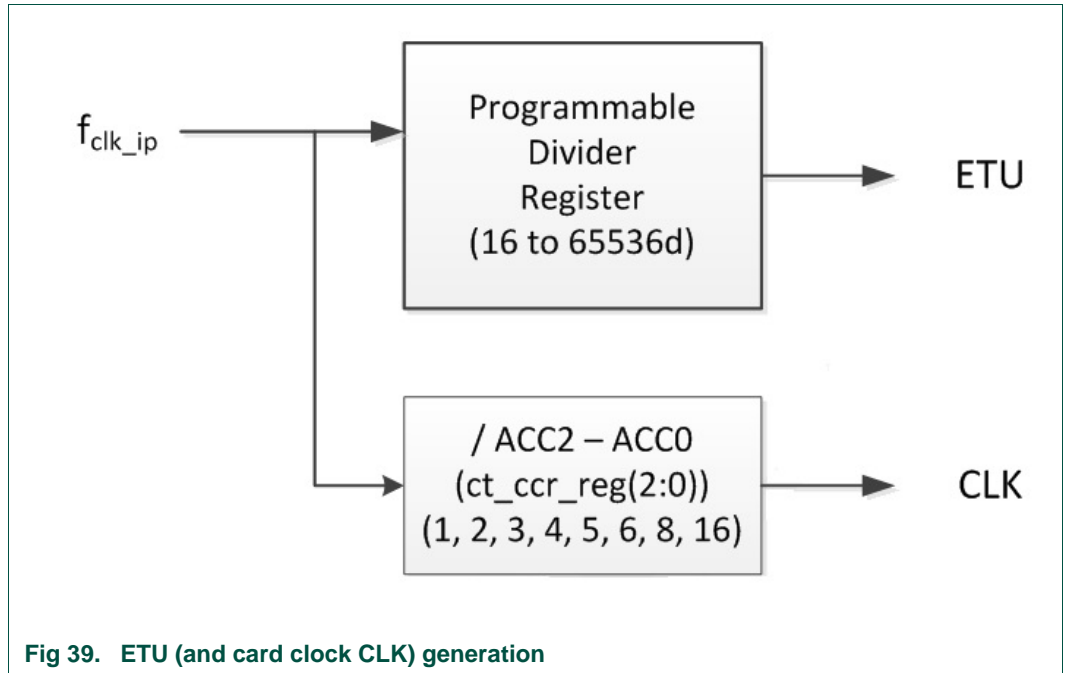 f_clk_ip
Programmable
Divider
Register
(16 to 65536d)
ETU
/ ACC2 – ACC0
(ct_ccr_reg(2:0))
(1, 2, 3, 4, 5, 6, 8, 16)
CLK
Fig 39. ETU (and card clock CLK) generation